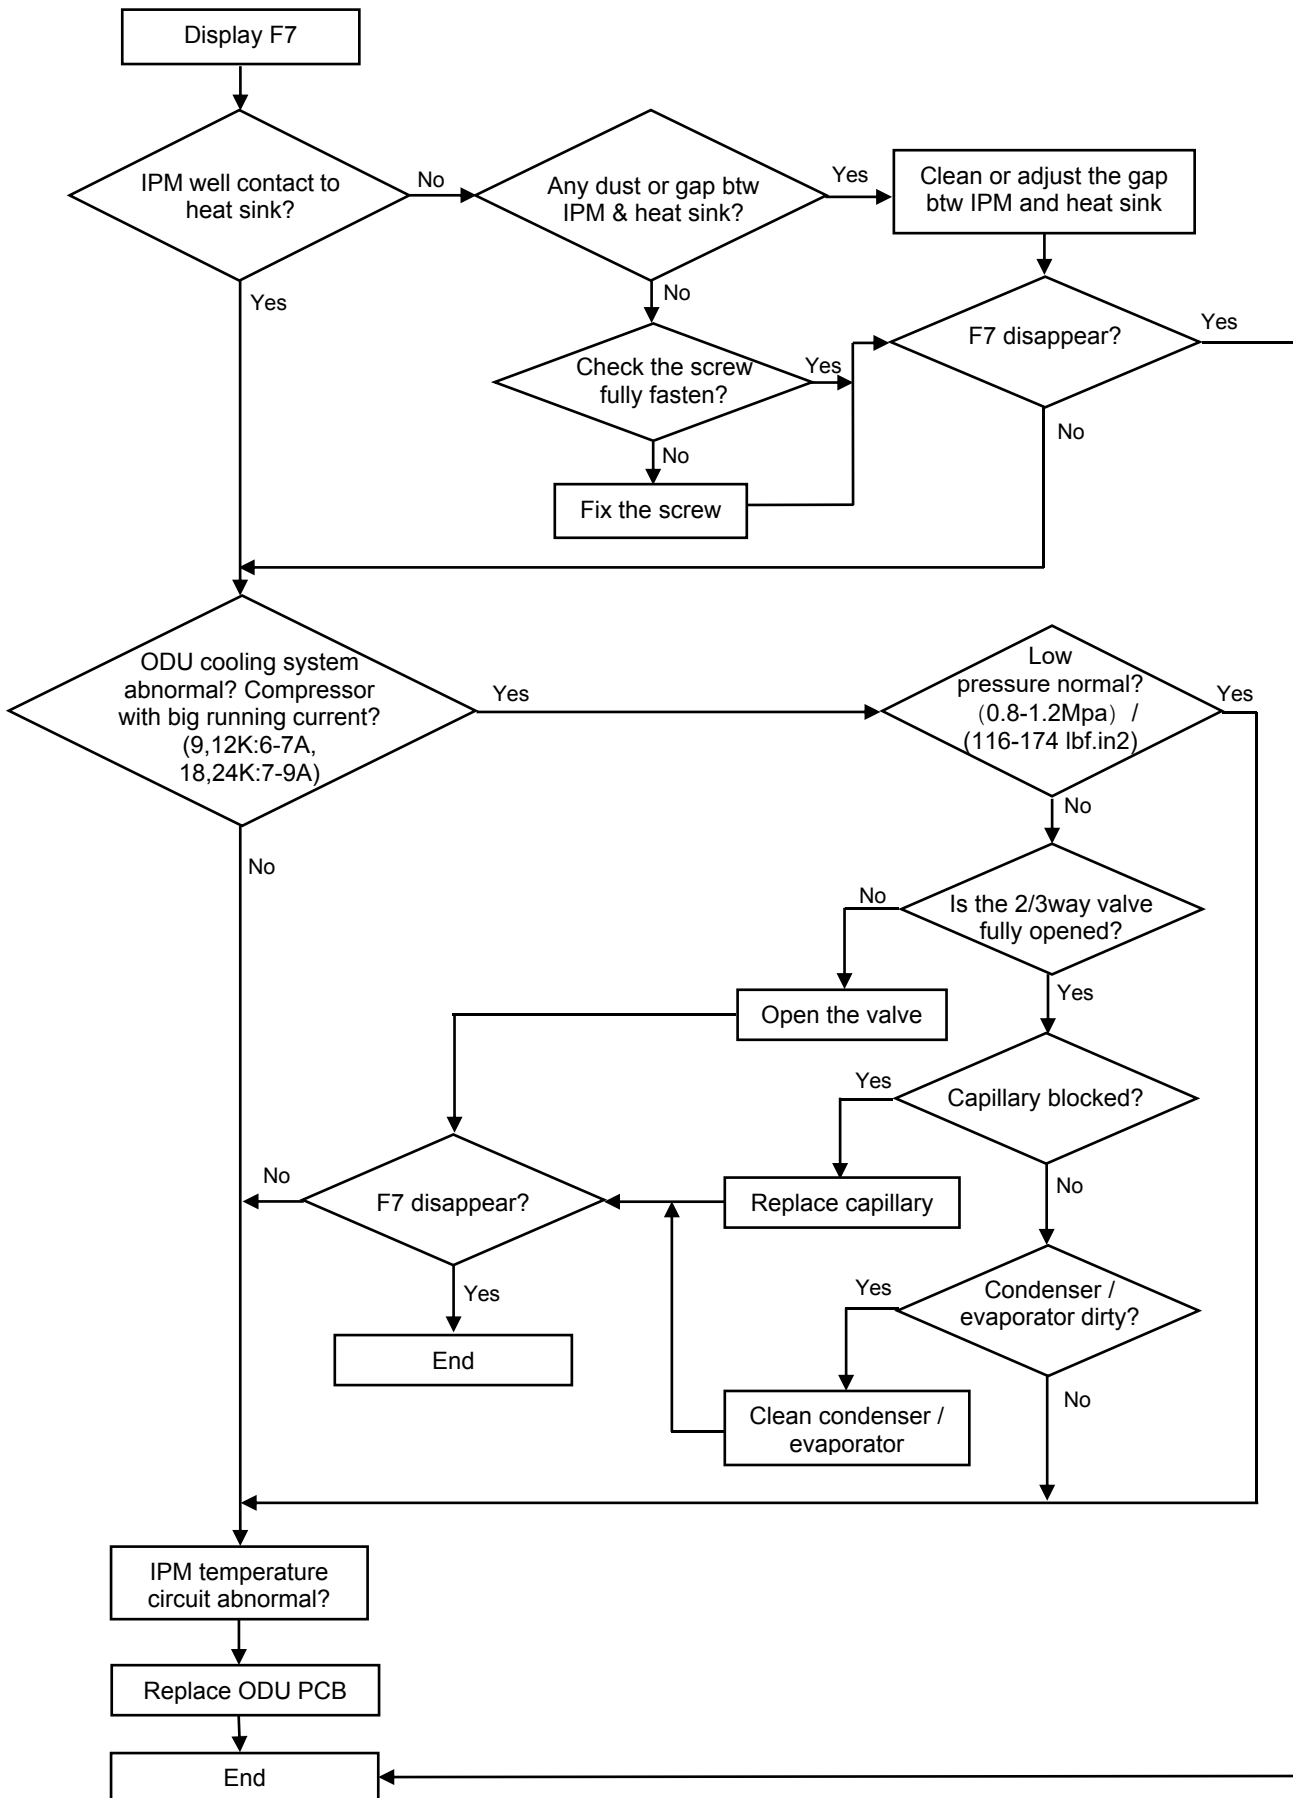 Display F7
IPM well contact to
heat sink?
No
Any dust or gap btw
IPM & heat sink?
Yes
Clean or adjust the gap
btw IPM and heat sink
Yes
No
F7 disappear?
Yes
Check the screw
fully fasten?
Yes
No
No
Fix the screw
ODU cooling system
abnormal? Compressor
with big running current?
(9,12K:6-7A,
18,24K:7-9A)
Yes
Low
pressure normal?
（0.8-1.2Mpa）/
(116-174 lbf.in2)
Yes
No
No
No
Is the 2/3way valve
fully opened?
Yes
Open the valve
Yes
Capillary blocked?
No
F7 disappear?
Replace capillary
No
Yes
Condenser /
evaporator dirty?
Yes
End
No
Clean condenser /
evaporator
IPM temperature
circuit abnormal?
Replace ODU PCB
End